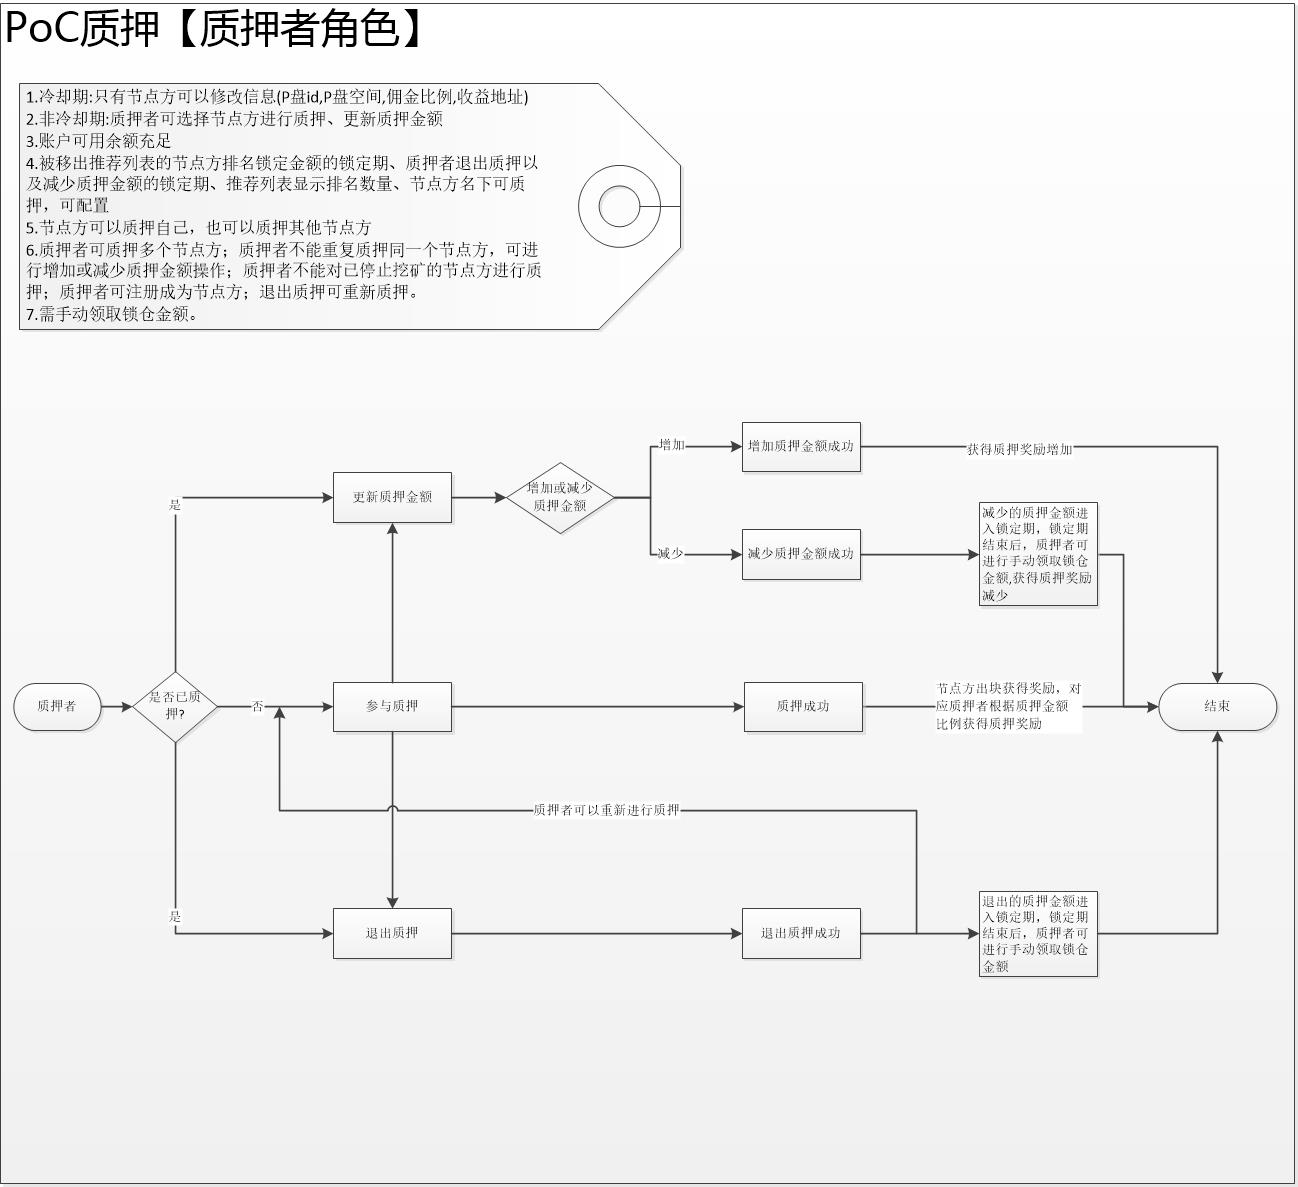 PoC质押【质押者角色】
1.冷却期:只有节点方可以修改信息(P盘id,P盘空间,佣金比例,收益地址)
2.非冷却期:质押者可选择节点方进行质押、更新质押金额
3.账户可用余额充足
4.被移出推荐列表的节点方排名锁定金额的锁定期、质押者退出质押以
及减少质押金额的锁定期、推荐列表显示排名数量、节点方名下可质
押，可配置
5.节点方可以质押自己，也可以质押其他节点方
6.质押者可质押多个节点方；质押者不能重复质押同一个节点方，可进
行增加或减少质押金额操作；质押者不能对已停止挖矿的节点方进行质
押；质押者可注册成为节点方；退出质押可重新质押。
7.需手动领取锁仓金额。
增加
增加质押金额成功
获得质押奖励增加
是
更新质押金额
增加或减少
质押金额
减少
减少质押金额成功
减少的质押金额进
入锁定期，锁定期
结束后，质押者可
进行手动领取锁仓
金额,获得质押奖励
减少
质押者
是否已质
押?
否
参与质押
质押成功
节点方出块获得奖励，对
应质押者根据质押金额
比例获得质押奖励
结束
质押者可以重新进行质押
是
退出质押
退出质押成功
退出的质押金额进
入锁定期，锁定期
结束后，质押者可
进行手动领取锁仓
金额